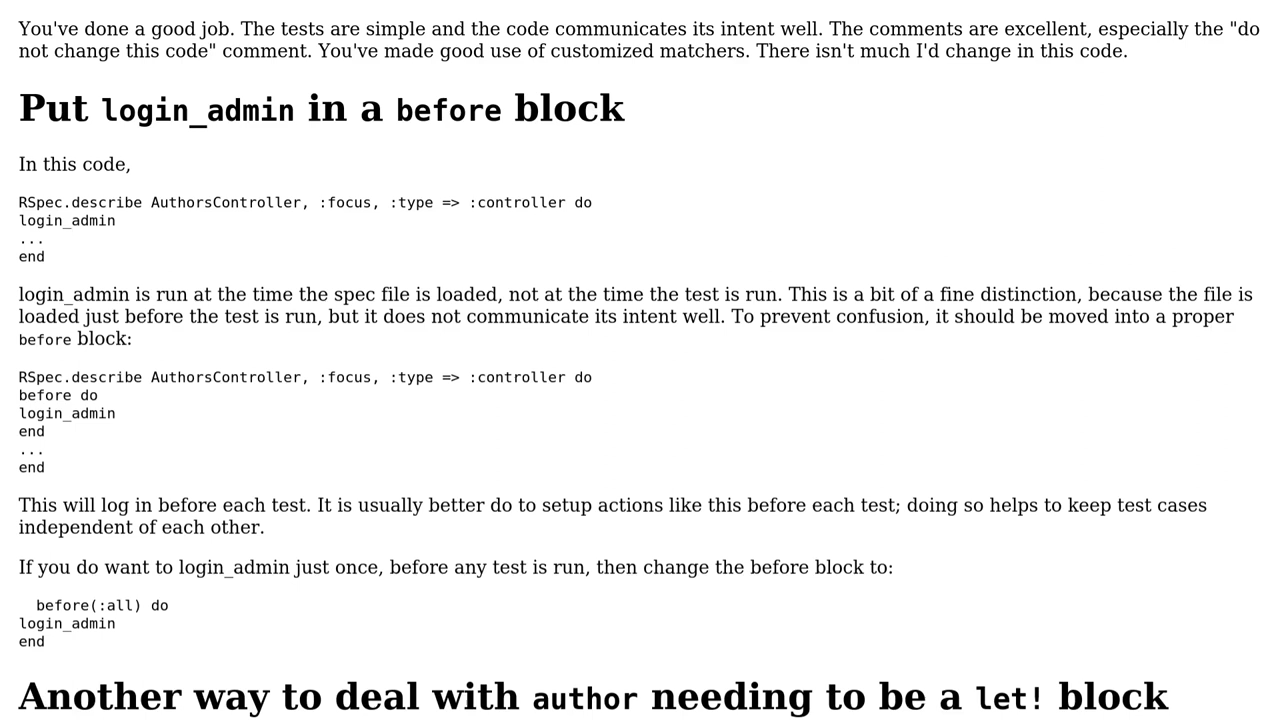 You've done a good job. The tests are simple and the code communicates its intent well. The comments are excellent, especially the "do
not change this code" comment. You've made good use of customized matchers. There isn't much I'd change in this code.
Put login_admin in a before block
In this code,
RSpec.describe AuthorsController, :focus, :type => :controller do
login_admin
...
end
login_admin is run at the time the spec file is loaded, not at the time the test is run. This is a bit of a fine distinction, because the file is
loaded just before the test is run, but it does not communicate its intent well. To prevent confusion, it should be moved into a proper
before block:
RSpec.describe AuthorsController, :focus, :type => :controller do
before do
login_admin
end
...
end
This will log in before each test. It is usually better do to setup actions like this before each test; doing so helps to keep test cases
independent of each other.
If you do want to login_admin just once, before any test is run, then change the before block to:
before(:all) do
login_admin
end
Another way to deal with author needing to be a let! block